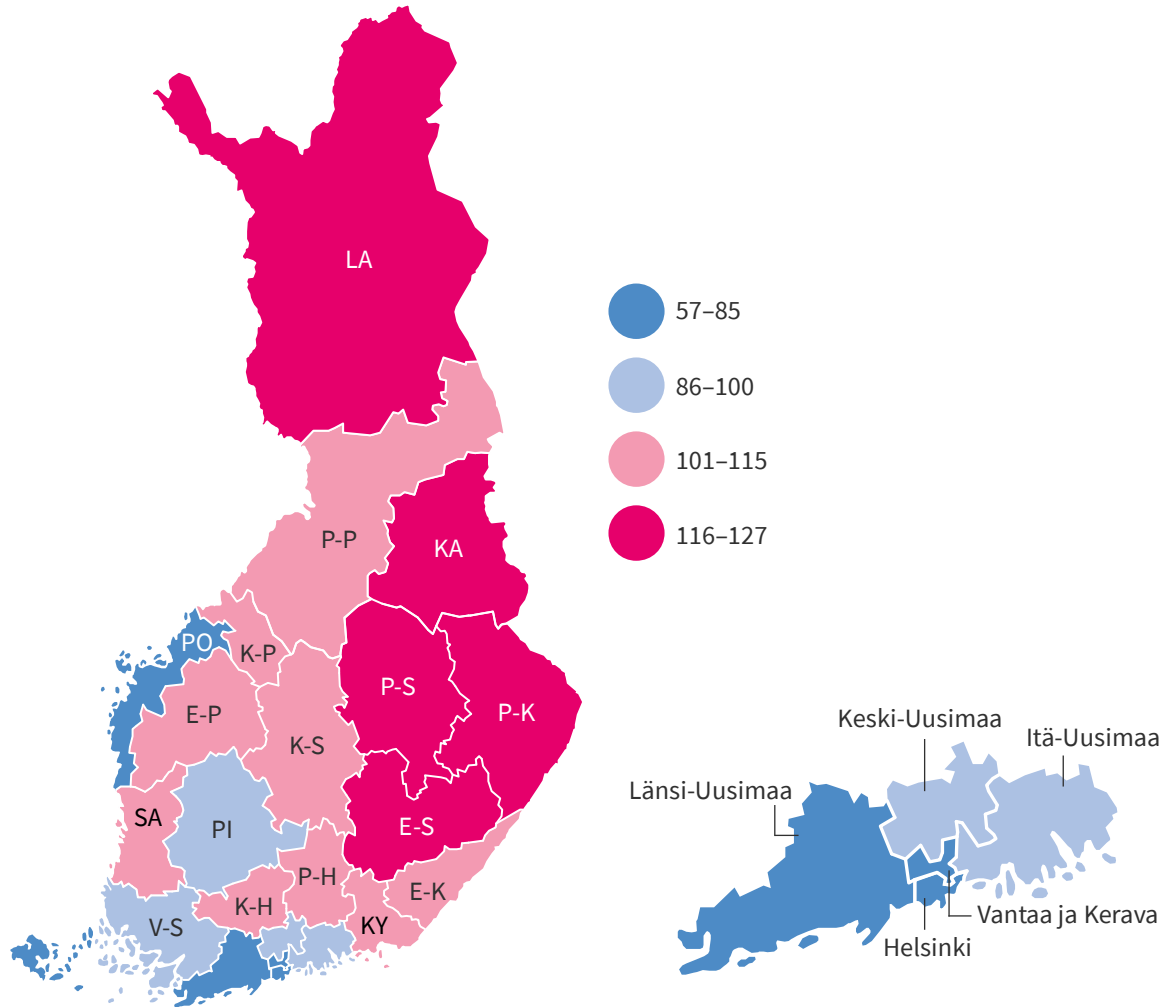 LA
57–85
86–100
101–115
116–127
P-P
KA
PO
K-P
P-S
P-K
E-P
K-S
SA
PI
E-S
P-H
E-K
K-H
V-S
KY
Keski-Uusimaa
Itä-Uusimaa
Länsi-Uusimaa
Vantaa ja Kerava
Helsinki